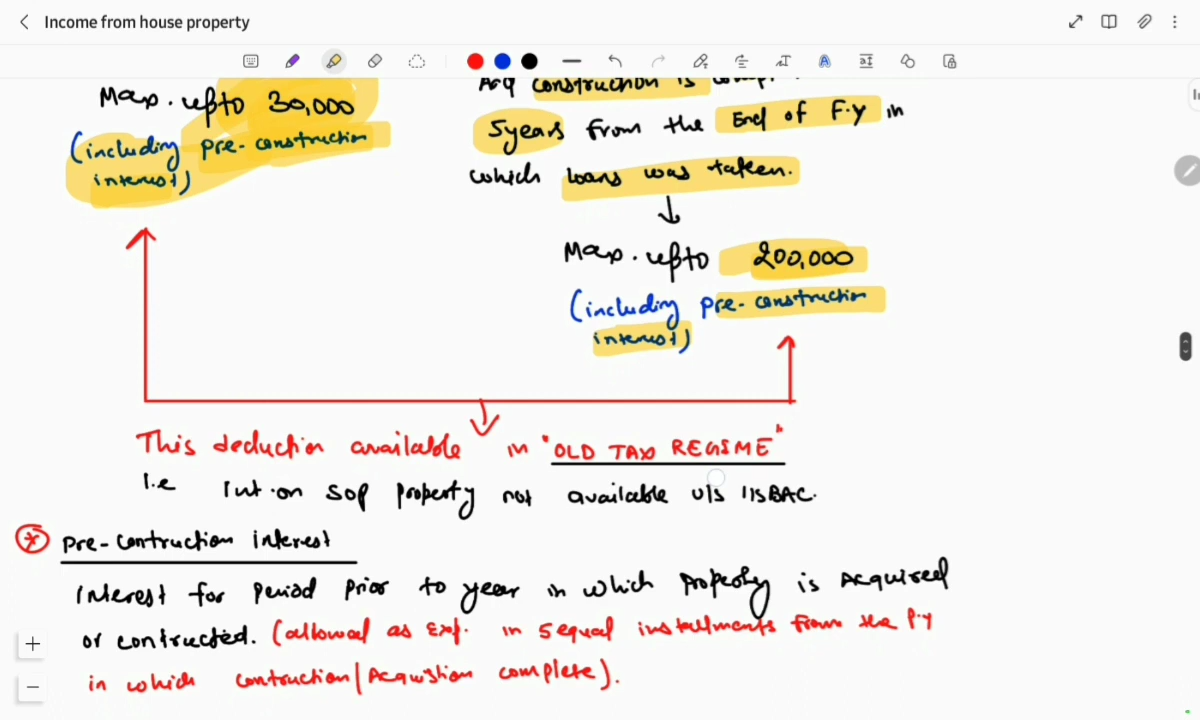 Income from house property
Max. upto 30,000
(including pre-construction
interest)
construction is
5years from the End of F.Y in
which loans was taken.
Max. upto 200,000
(including pre-construction
interest)
This deduction available in "OLD TAX REGIME"
I.e Int.on SOP property not available u/s 115BAC.
Pre-contruction interest
Interest for Period Prior to year in which Property is Acquired
or contructed. (allowed as Exp. in 5 equal installments from the P.Y
in which contruction/Acquistion complete).